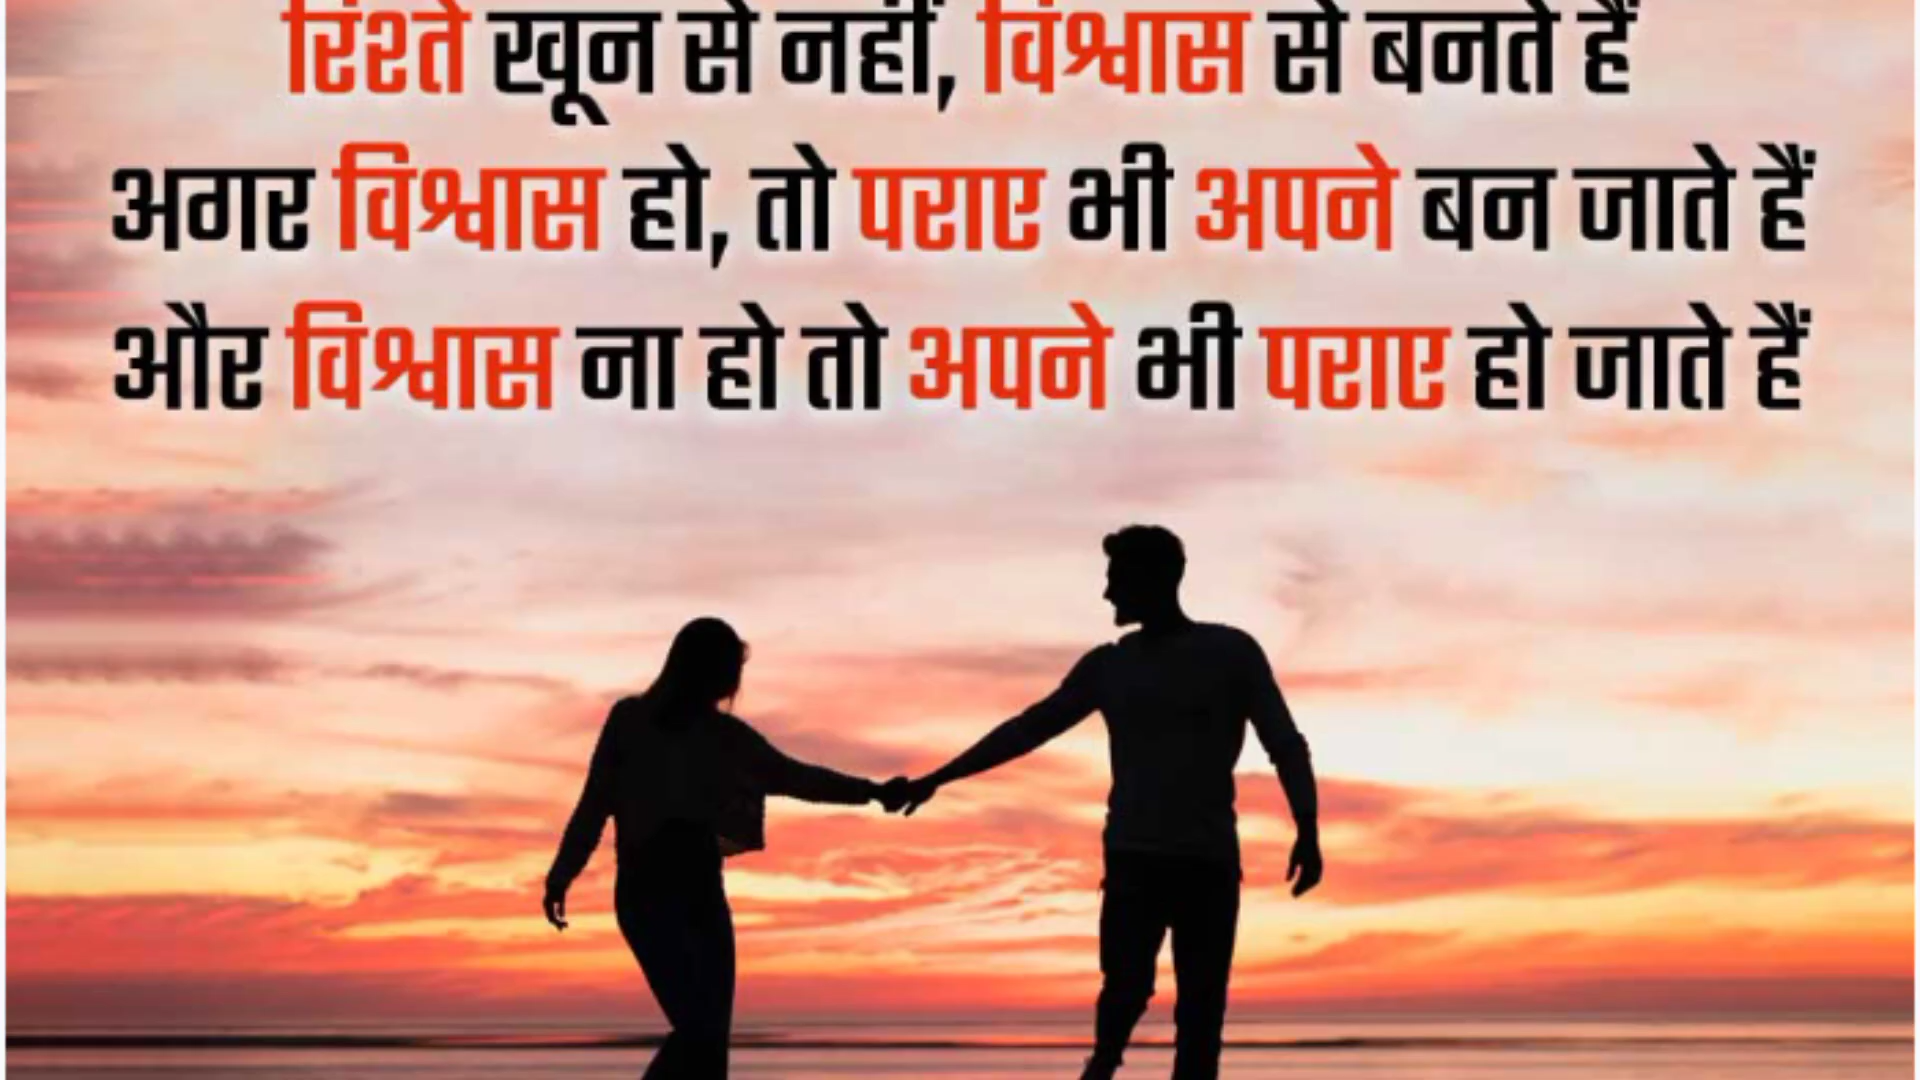 रिश्ते खून से नहीं, विश्वास से बनते हैं
अगर विश्वास हो, तो पराए भी अपने बन जाते हैं
और विश्वास ना हो तो अपने भी पराए हो जाते हैं